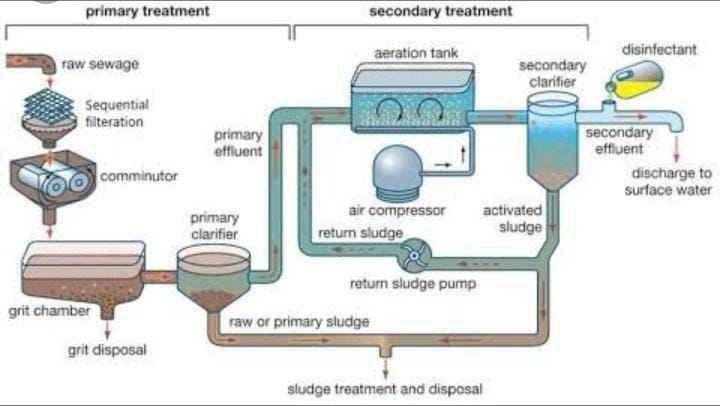 primary treatment
secondary treatment
raw sewage
Sequential
filteration
comminutor
grit chamber
grit disposal
primary
clarifier
raw or primary sludge
primary
effluent
aeration tank
air compressor
return sludge
return sludge pump
secondary
clarifier
activated
sludge
disinfectant
secondary
effluent
discharge to
surface water
sludge treatment and disposal